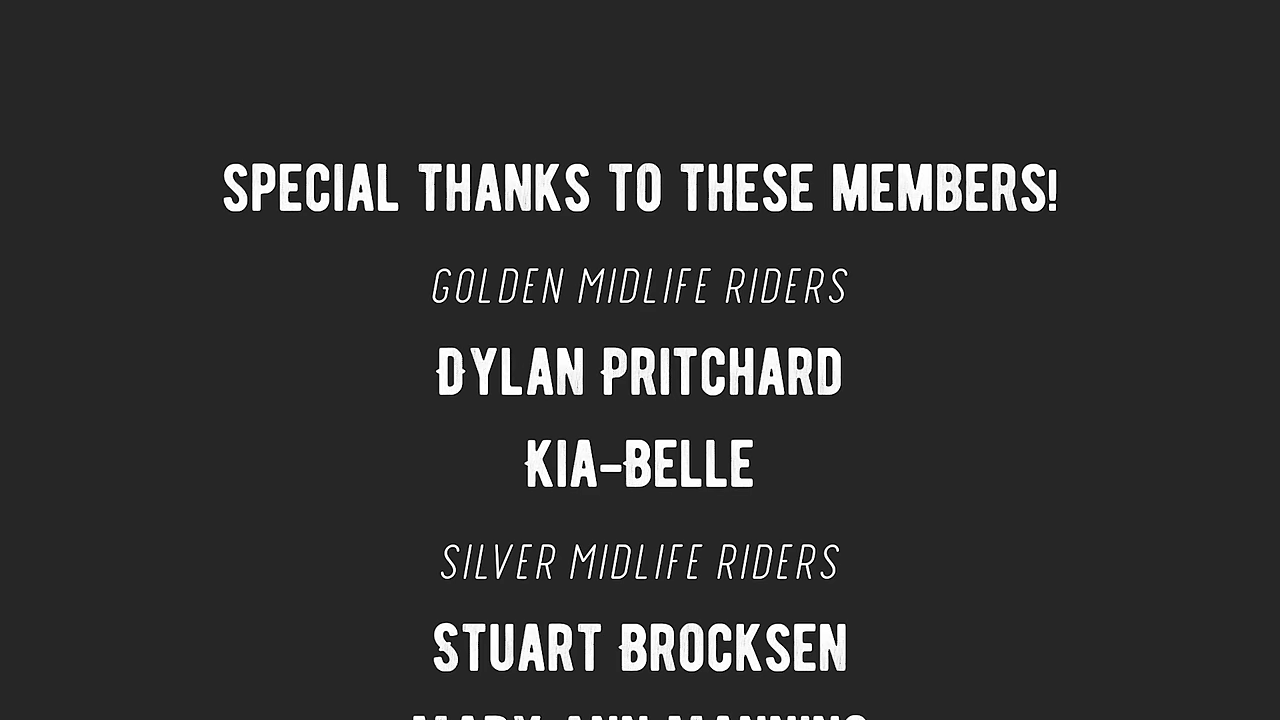 SPECIAL THANKS TO THESE MEMBERS!
GOLDEN MIDLIFE RIDERS
DYLAN PRITCHARD
KIA-BELLE
SILVER MIDLIFE RIDERS
STUART BROCKSEN